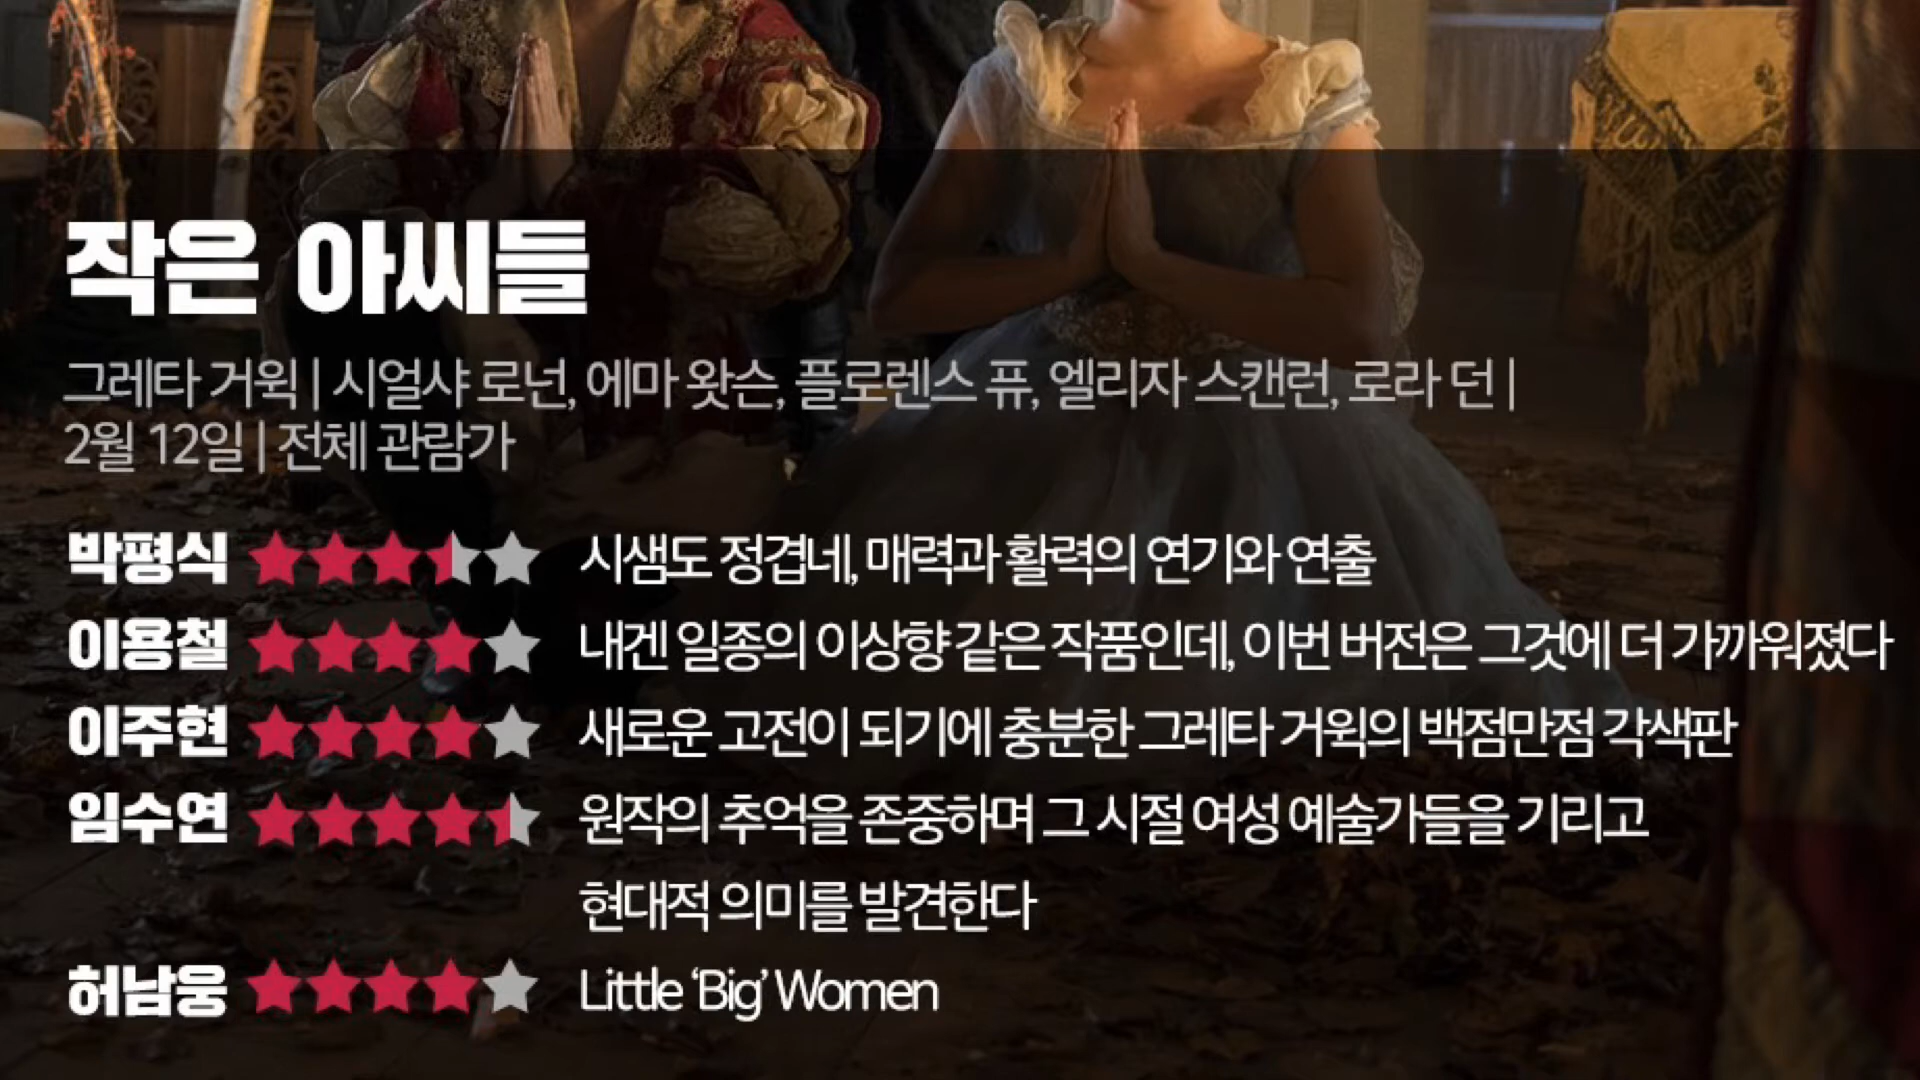 작은 아씨들
그레타 거윅 | 시얼샤 로넌, 에마 왓슨, 플로렌스 퓨, 엘리자 스캔런, 로라 던 |
2월 12일 | 전체 관람가
박평식 ★★★⯪★ 시샘도 정겹네, 매력과 활력의 연기와 연출
이용철 ★★★★★ 내겐 일종의 이상향 같은 작품인데, 이번 버전은 그것에 더 가까워졌다
이주현 ★★★★★ 새로운 고전이 되기에 충분한 그레타 거윅의 백점만점 각색판
임수연 ★★★★⯪ 원작의 추억을 존중하며 그 시절 여성 예술가들을 기리고
현대적 의미를 발견한다
허남웅 ★★★★★ Little ‘Big’ Women